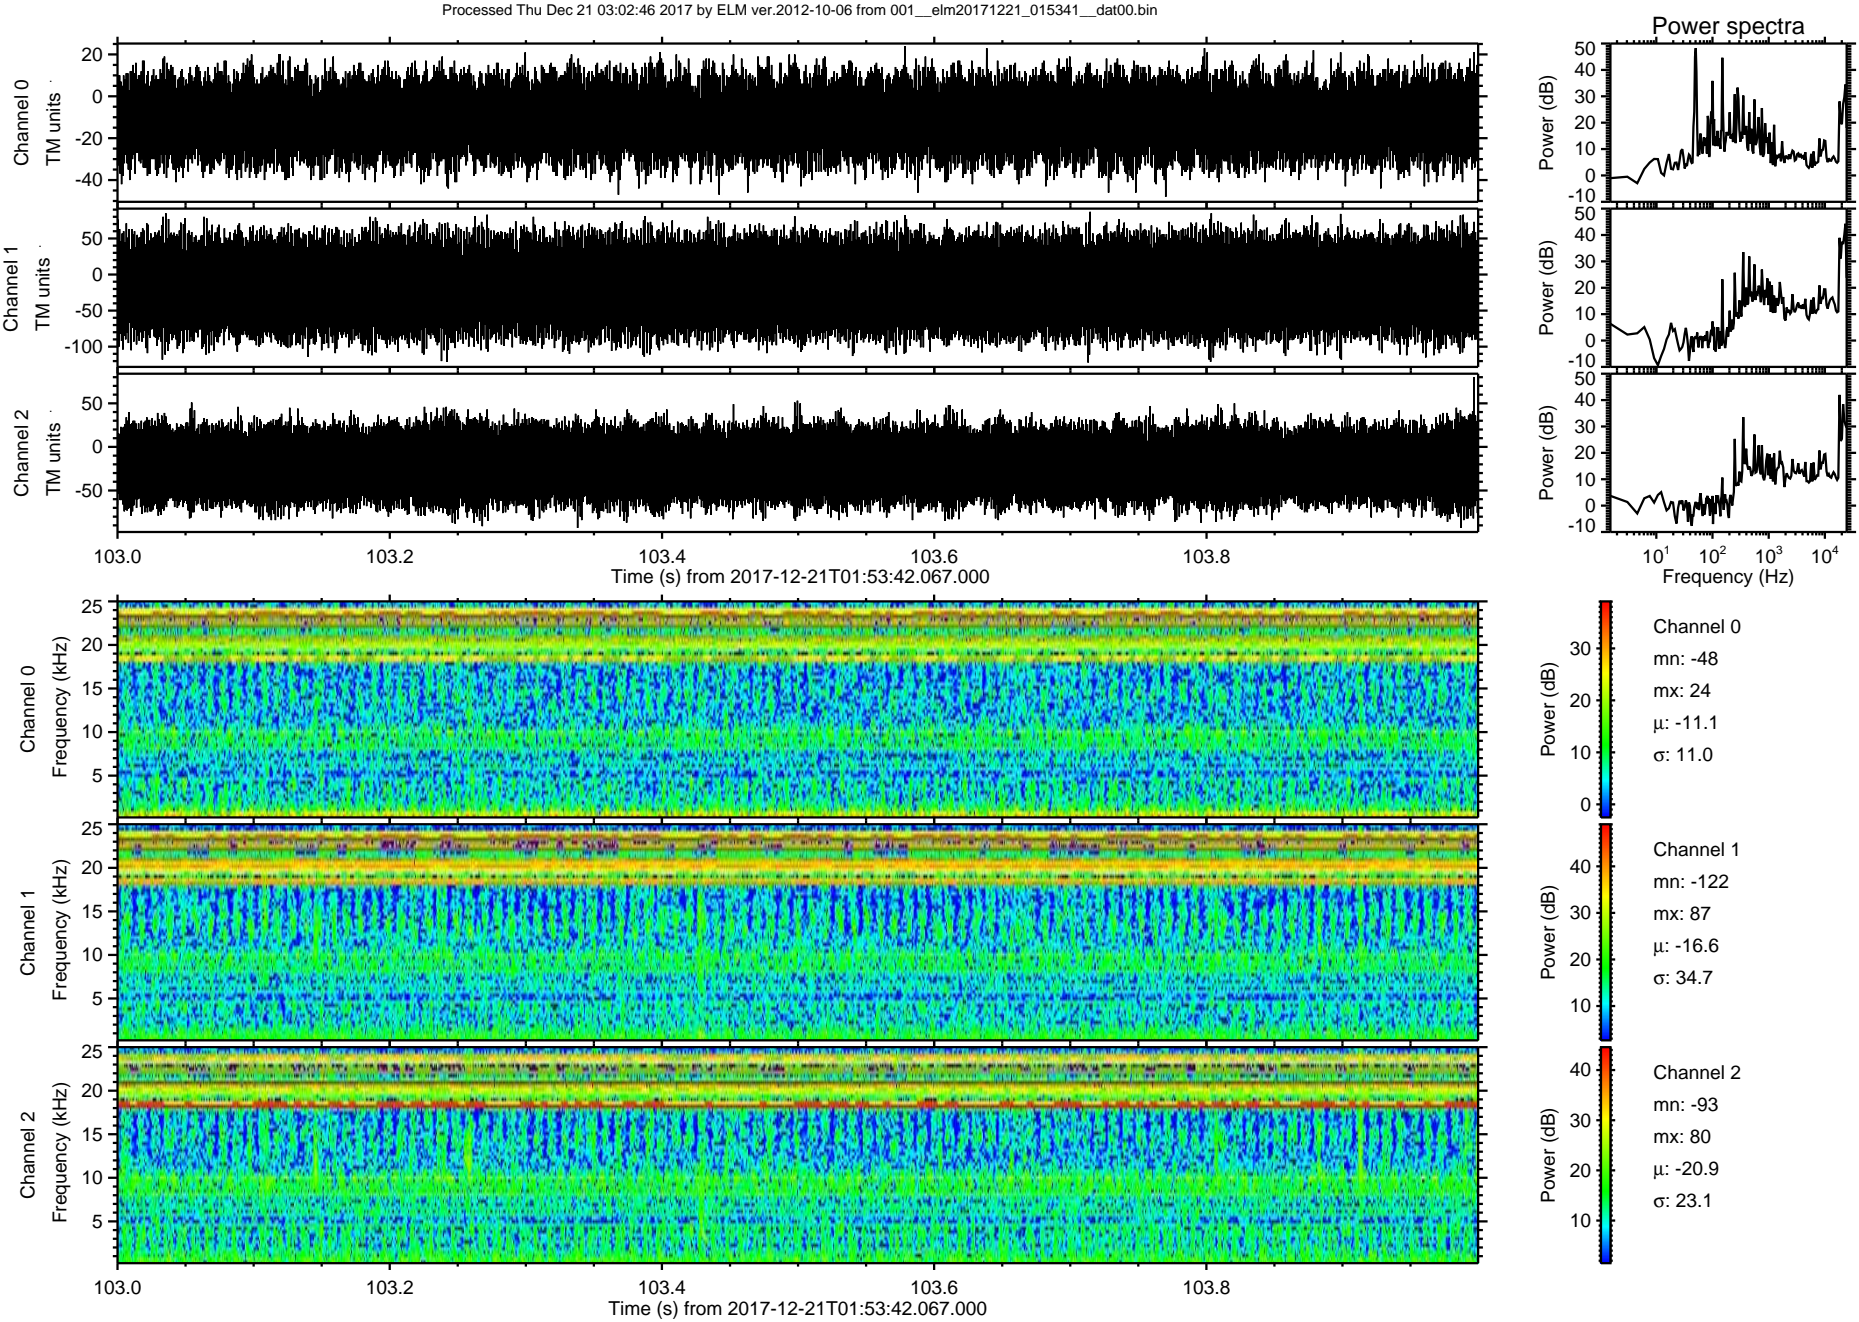 Processed Thu Dec 21 03:02:46 2017 by ELM ver.2012-10-06 from 001__elm20171221_015341__dat00.bin
Power spectra
Channel 0
TM units
20
0
-20
-40
Power (dB)
50
40
30
20
10
0
-10
Channel 1
TM units
50
0
-50
-100
Power (dB)
50
40
30
20
10
0
-10
Channel 2
TM units
50
0
-50
Power (dB)
50
40
30
20
10
0
-10
103.0 103.2 103.4 103.6 103.8
Time (s) from 2017-12-21T01:53:42.067.000
10¹ 10² 10³ 10⁴
Frequency (Hz)
Channel 0
Frequency (kHz)
25
20
15
10
5
Power (dB)
30
20
10
0
Channel 0
mn: -48
mx: 24
μ: -11.1
σ: 11.0
Channel 1
Frequency (kHz)
25
20
15
10
5
Power (dB)
40
30
20
10
Channel 1
mn: -122
mx: 87
μ: -16.6
σ: 34.7
Channel 2
Frequency (kHz)
25
20
15
10
5
Power (dB)
40
30
20
10
Channel 2
mn: -93
mx: 80
μ: -20.9
σ: 23.1
103.0 103.2 103.4 103.6 103.8
Time (s) from 2017-12-21T01:53:42.067.000